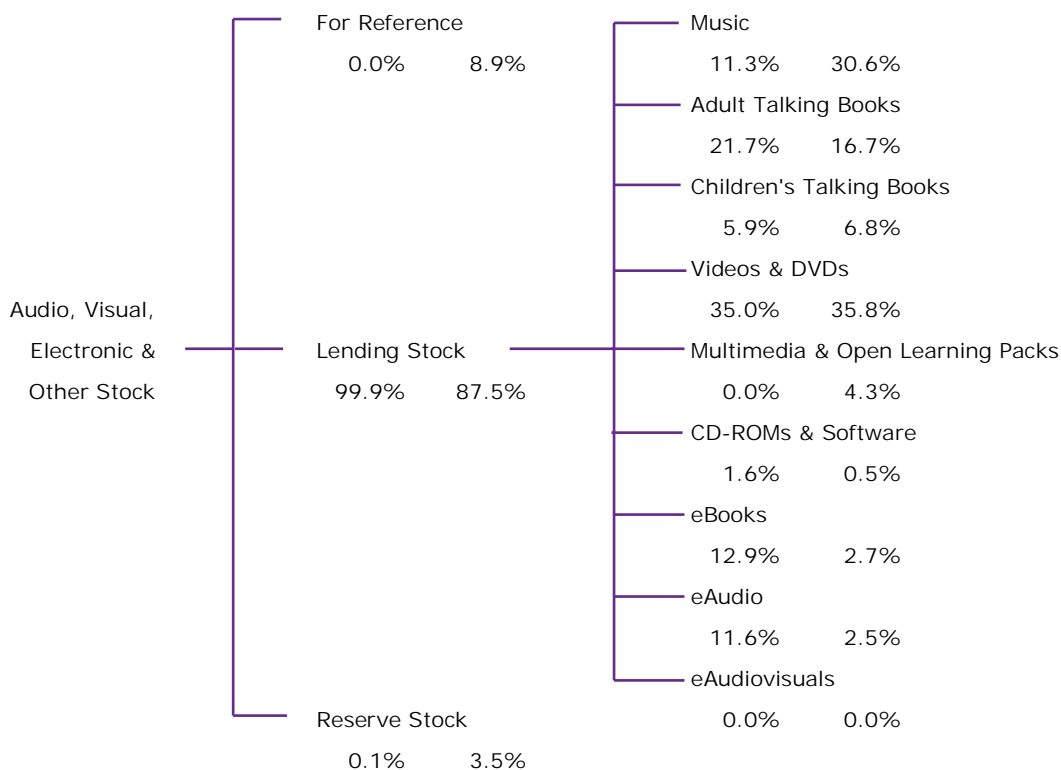 For Reference
0.0% 8.9%
Music
11.3% 30.6%
Adult Talking Books
21.7% 16.7%
Children's Talking Books
5.9% 6.8%
Videos & DVDs
35.0% 35.8%
Audio, Visual,
Electronic &
Other Stock
Lending Stock
99.9% 87.5%
Multimedia & Open Learning Packs
0.0% 4.3%
CD-ROMs & Software
1.6% 0.5%
eBooks
12.9% 2.7%
eAudio
11.6% 2.5%
eAudiovisuals
0.0% 0.0%
Reserve Stock
0.1% 3.5%